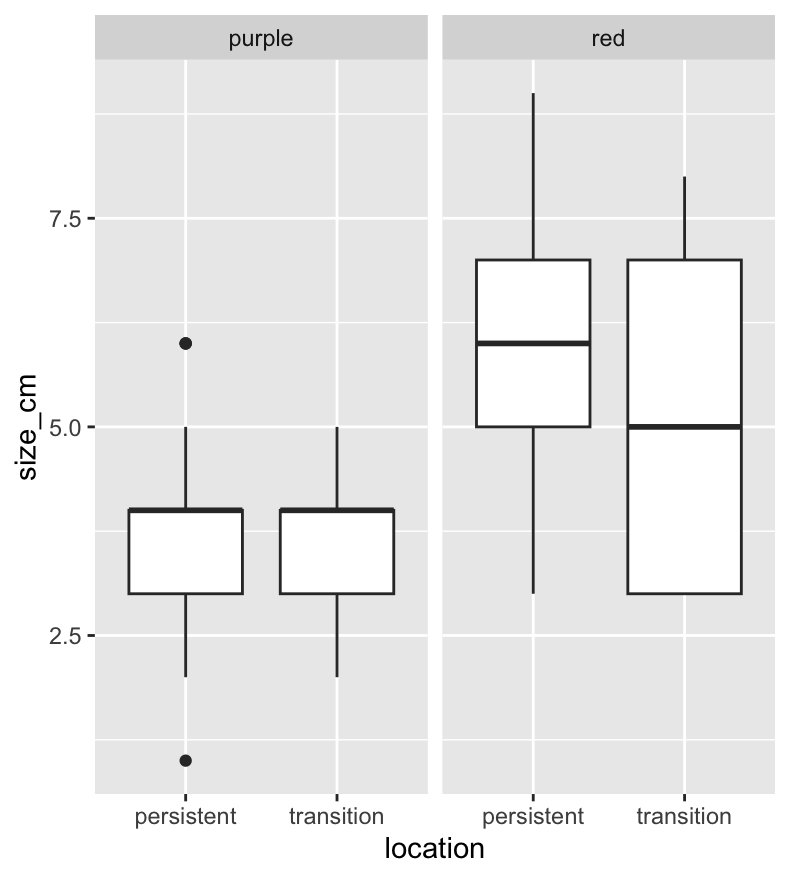 purple
red
size_cm
7.5
5.0
2.5
persistent transition persistent transition
location